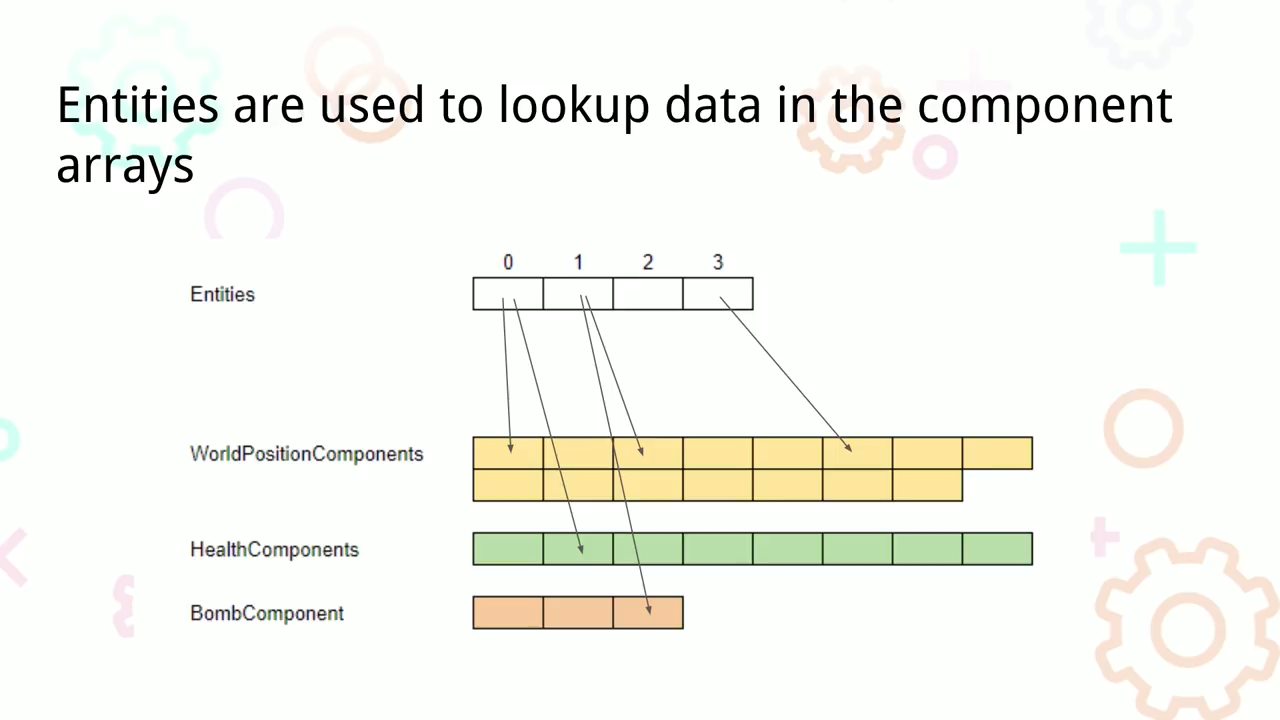 Entities are used to lookup data in the component
arrays
0 1 2 3
Entities
WorldPositionComponents
HealthComponents
BombComponent